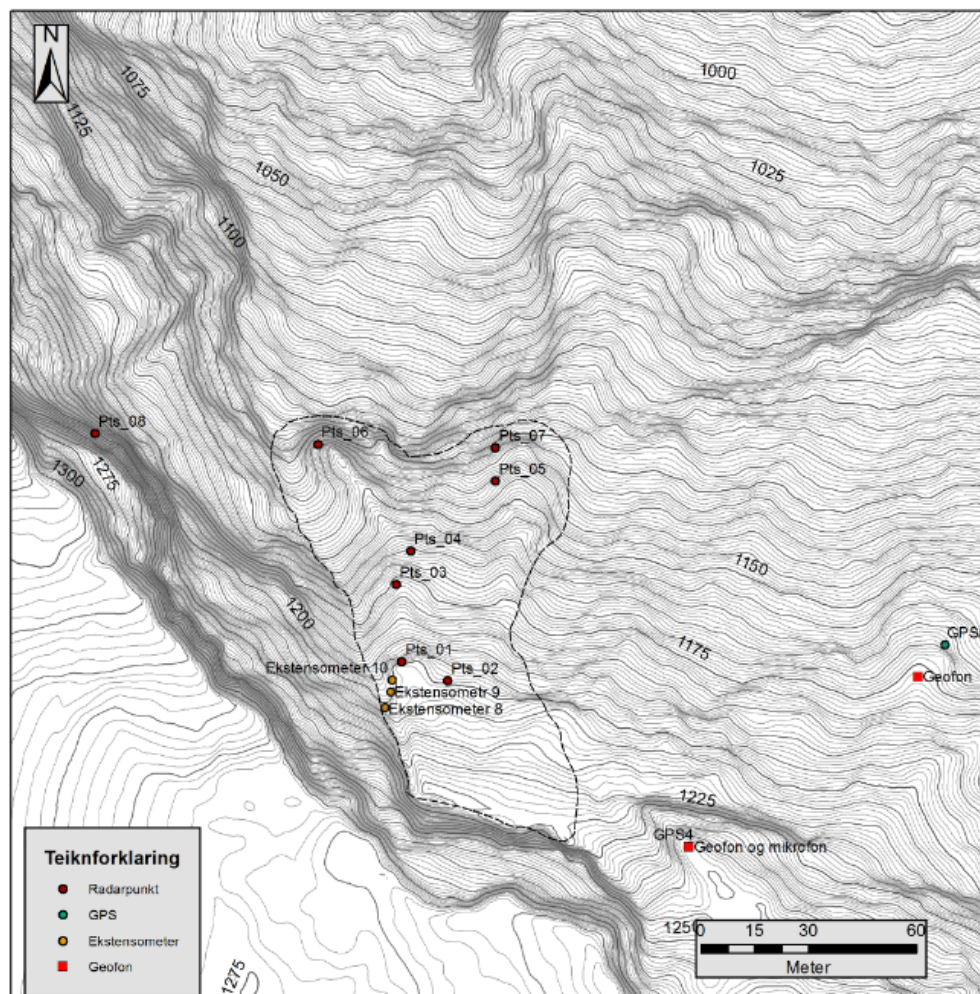 N
1000
1075
1125
1025
1050
1100
Pts_08
Pts_06
Pts_07
1300
1275
Pts_05
Pts_04
1150
Pts_03
1200
1175
GPS
Pts_01
Ekstensometer 10
Pts_02
Geofon
Ekstensometr 9
Ekstensometer 8
1225
GPS4
Geofon og mikrofon
Teiknforklaring
Radarpunkt
GPS
Ekstensometer
Geofon
1250
0 15 30 60
Meter
1275